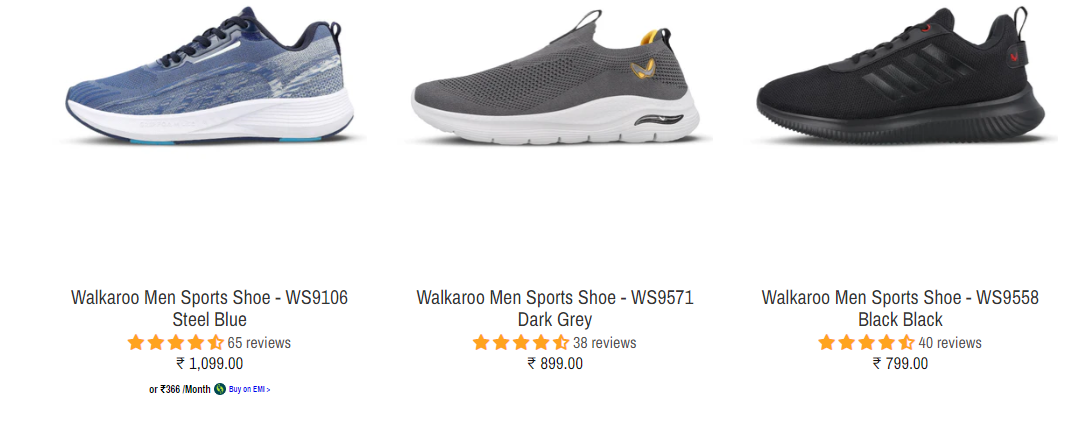 Walkaroo Men Sports Shoe - WS9106
Steel Blue
65 reviews
₹ 1,099.00
or ₹366 /Month Buy on EMI >
Walkaroo Men Sports Shoe - WS9571
Dark Grey
38 reviews
₹ 899.00
Walkaroo Men Sports Shoe - WS9558
Black Black
40 reviews
₹ 799.00